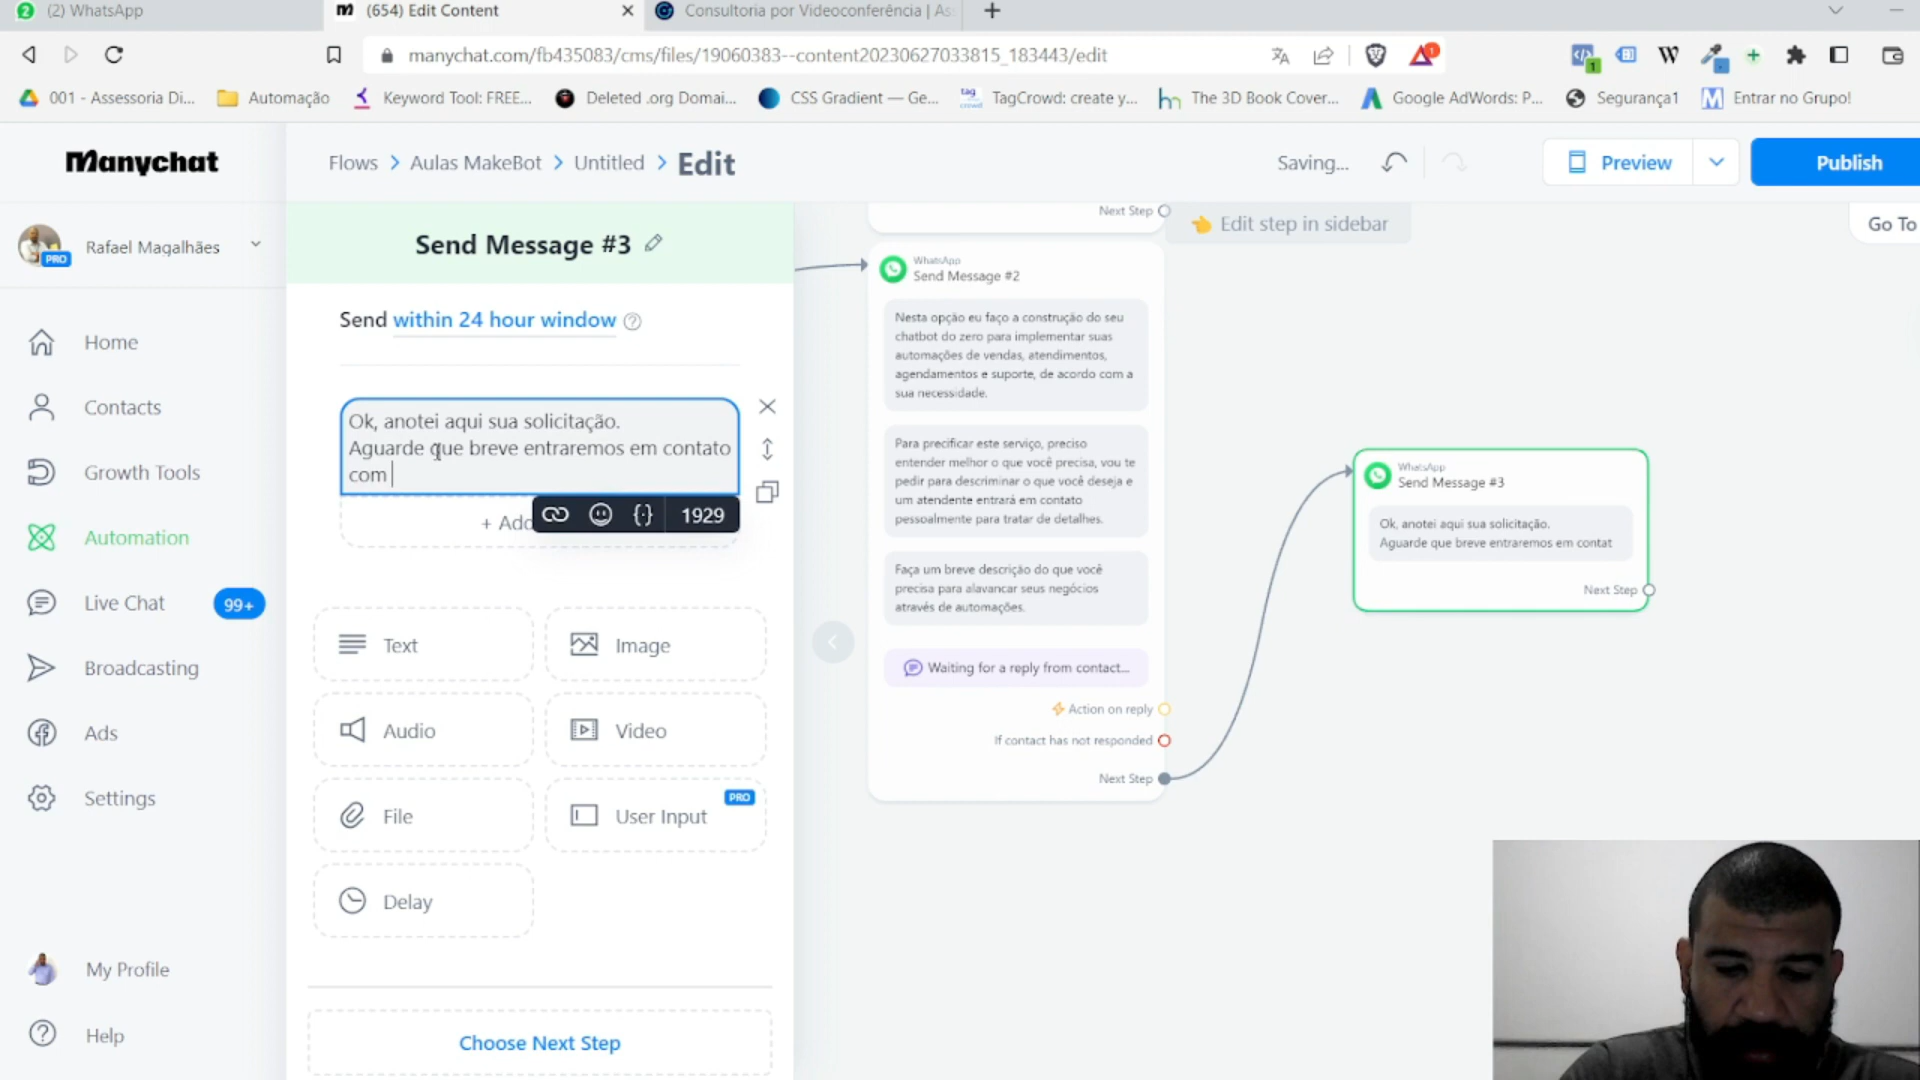 (2) WhatsApp
(654) Edit Content
Consultoria por Videoconferência | As
manychat.com/fb435083/cms/files/19060383--content20230627033815_183443/edit
001 - Assessoria Di...
Automação
Keyword Tool: FREE...
Deleted .org Domai...
CSS Gradient — Ge...
TagCrowd: create y...
The 3D Book Cover...
Google AdWords: P...
Segurança1
Entrar no Grupo!
Manychat
Flows > Aulas MakeBot > Untitled > Edit
Saving...
Preview
Publish
Rafael Magalhães
PRO
Home
Contacts
Growth Tools
Automation
Live Chat
99+
Broadcasting
Ads
Settings
My Profile
Help
Send Message #3
Send within 24 hour window
Ok, anotei aqui sua solicitação.
Aguarde que breve entraremos em contato
com
+ Add
1929
Text
Image
Audio
Video
File
User Input
PRO
Delay
Choose Next Step
Next Step
Edit step in sidebar
Go To
WhatsApp
Send Message #2
Nesta opção eu faço a construção do seu
chatbot do zero para implementar suas
automações de vendas, atendimentos,
agendamentos e suporte, de acordo com a
sua necessidade.
Para precificar este serviço, preciso
entender melhor o que você precisa, vou te
pedir para descriminar o que você deseja e
um atendente entrará em contato
pessoalmente para tratar de detalhes.
Faça um breve descrição do que você
precisa para alavancar seus negócios
através de automações.
Waiting for a reply from contact...
Action on reply
If contact has not responded
Next Step
WhatsApp
Send Message #3
Ok, anotei aqui sua solicitação.
Aguarde que breve entraremos em contat
Next Step